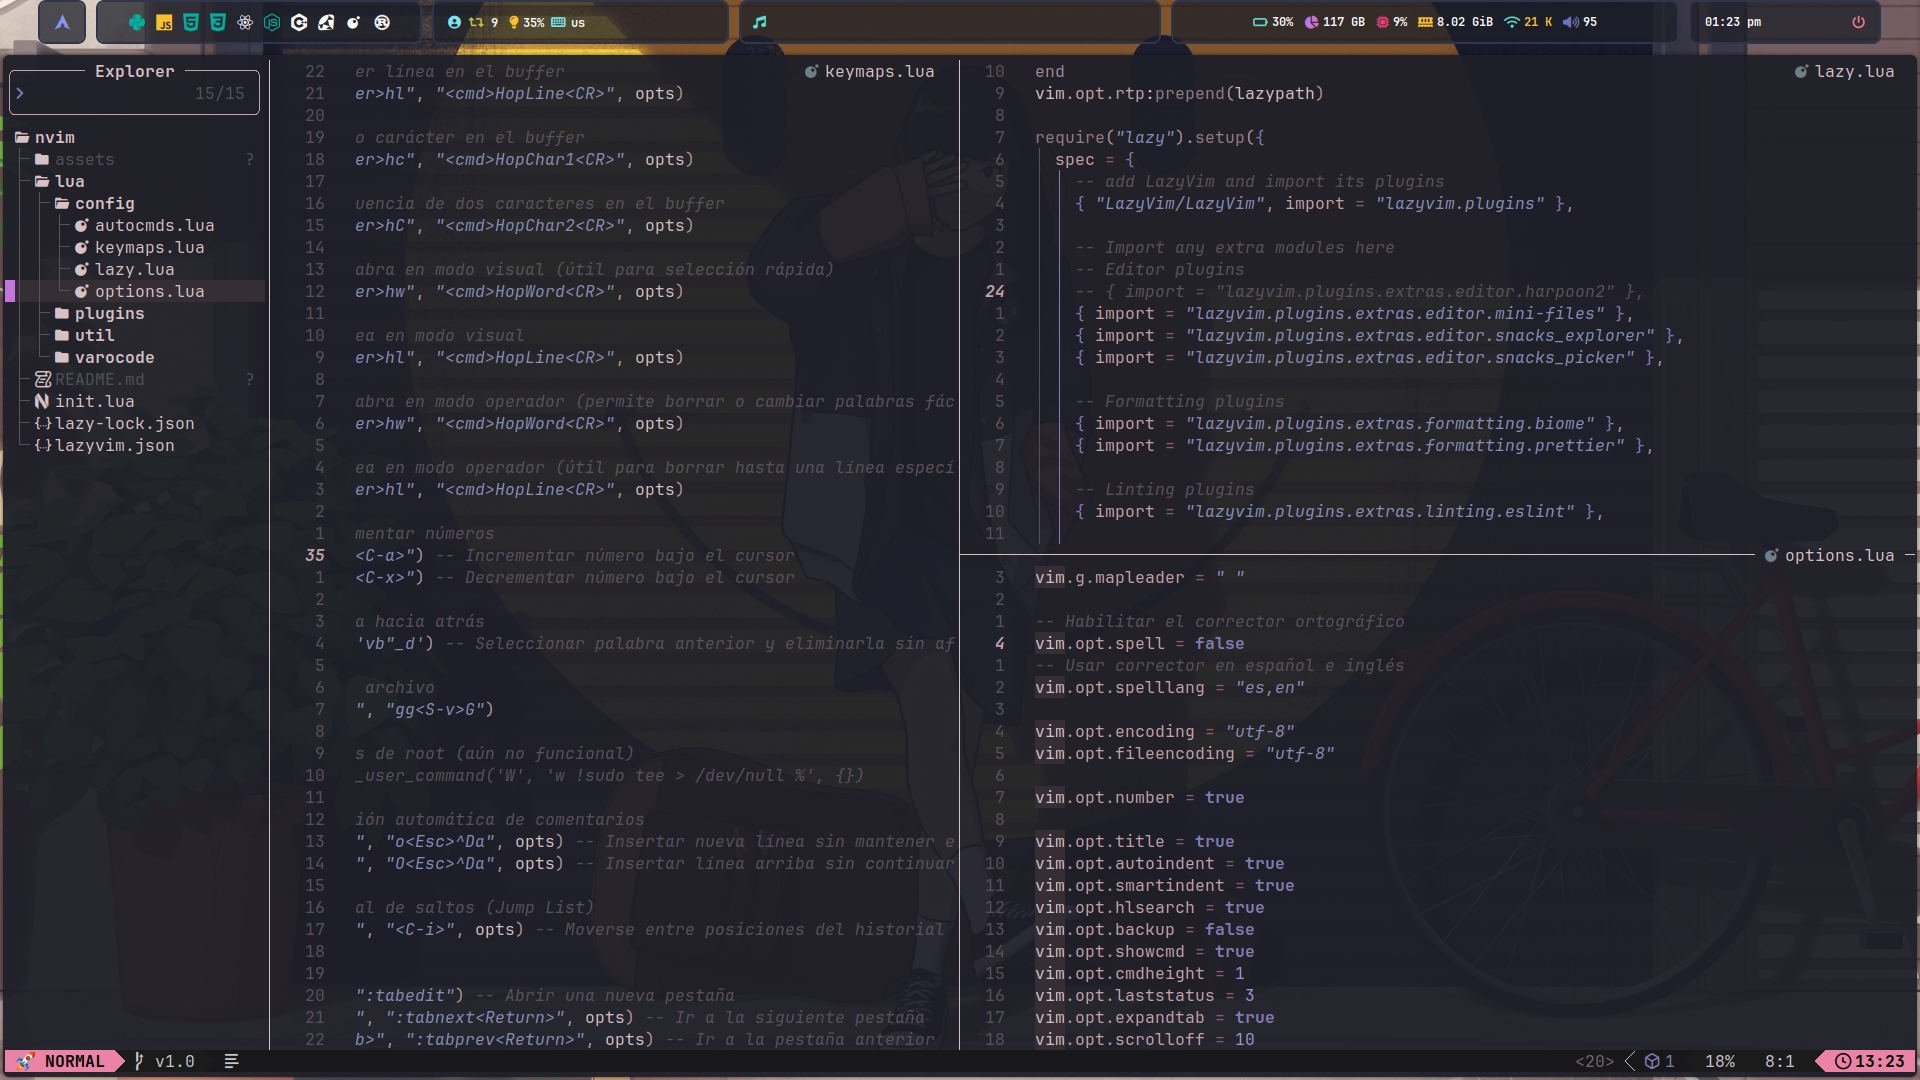 9 35% us 30% 117 GB 9% 8.02 GiB 21 K 95 01:23 pm
Explorer
15/15
nvim
assets ?
lua
config
autocmds.lua
keymaps.lua
lazy.lua
options.lua
plugins
util
varocode
README.md ?
init.lua
lazy-lock.json
lazyvim.json
keymaps.lua
22 er línea en el buffer
21 er>hl", "<cmd>HopLine<CR>", opts)
20
19 o carácter en el buffer
18 er>hc", "<cmd>HopChar1<CR>", opts)
17
16 uencia de dos caracteres en el buffer
15 er>hC", "<cmd>HopChar2<CR>", opts)
14
13 abra en modo visual (útil para selección rápida)
12 er>hw", "<cmd>HopWord<CR>", opts)
11
10 ea en modo visual
9 er>hl", "<cmd>HopLine<CR>", opts)
8
7 abra en modo operador (permite borrar o cambiar palabras fác
6 er>hw", "<cmd>HopWord<CR>", opts)
5
4 ea en modo operador (útil para borrar hasta una línea especí
3 er>hl", "<cmd>HopLine<CR>", opts)
2
1 mentar números
35 <C-a>") -- Incrementar número bajo el cursor
1 <C-x>") -- Decrementar número bajo el cursor
2
3 a hacia atrás
4 'vb"_d') -- Seleccionar palabra anterior y eliminarla sin af
5
6 archivo
7 ", "gg<S-v>G")
8
9 s de root (aún no funcional)
10 _user_command('W', 'w !sudo tee > /dev/null %', {})
11
12 ión automática de comentarios
13 ", "o<Esc>^Da", opts) -- Insertar nueva línea sin mantener e
14 ", "O<Esc>^Da", opts) -- Insertar línea arriba sin continuar
15
16 al de saltos (Jump List)
17 ", "<C-i>", opts) -- Moverse entre posiciones del historial
18
19
20 ":tabedit") -- Abrir una nueva pestaña
21 ", ":tabnext<Return>", opts) -- Ir a la siguiente pestaña
22 b>", ":tabprev<Return>", opts) -- Ir a la pestaña anterior
lazy.lua
10 end
9 vim.opt.rtp:prepend(lazypath)
8
7 require("lazy").setup({
6 spec = {
5 -- add LazyVim and import its plugins
4 { "LazyVim/LazyVim", import = "lazyvim.plugins" },
3
2 -- Import any extra modules here
1 -- Editor plugins
24 -- { import = "lazyvim.plugins.extras.editor.harpoon2" },
1 { import = "lazyvim.plugins.extras.editor.mini-files" },
2 { import = "lazyvim.plugins.extras.editor.snacks_explorer" },
3 { import = "lazyvim.plugins.extras.editor.snacks_picker" },
4
5 -- Formatting plugins
6 { import = "lazyvim.plugins.extras.formatting.biome" },
7 { import = "lazyvim.plugins.extras.formatting.prettier" },
8
9 -- Linting plugins
10 { import = "lazyvim.plugins.extras.linting.eslint" },
11
options.lua
3 vim.g.mapleader = " "
2
1 -- Habilitar el corrector ortográfico
4 vim.opt.spell = false
1 -- Usar corrector en español e inglés
2 vim.opt.spelllang = "es,en"
3
4 vim.opt.encoding = "utf-8"
5 vim.opt.fileencoding = "utf-8"
6
7 vim.opt.number = true
8
9 vim.opt.title = true
10 vim.opt.autoindent = true
11 vim.opt.smartindent = true
12 vim.opt.hlsearch = true
13 vim.opt.backup = false
14 vim.opt.showcmd = true
15 vim.opt.cmdheight = 1
16 vim.opt.laststatus = 3
17 vim.opt.expandtab = true
18 vim.opt.scrolloff = 10
NORMAL v1.0 <20> 1 18% 8:1 13:23